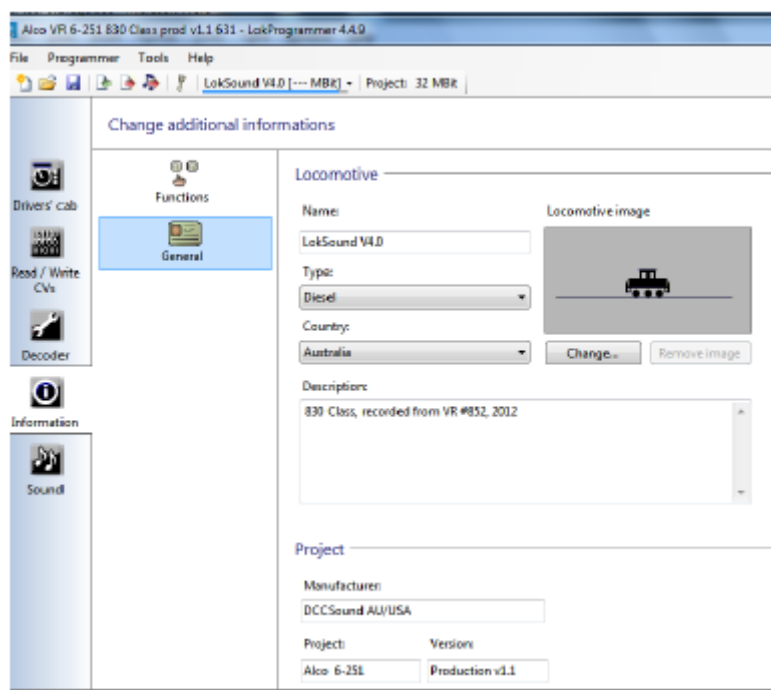 Alco VR 6-251 830 Class prod v1.1 631 - LokProgrammer 4.4.9
File Programmer Tools Help
LokSound V4.0 [--- MBit] Project: 32 MBit
Change additional informations
Drivers' cab
Read / Write
CVs
Decoder
Information
Sound
Functions
General
Locomotive
Name:
Locomotive image
LokSound V4.0
Type:
Diesel
Country:
Australia
Change...
Remove image
Description:
830 Class, recorded from VR #852, 2012
Project
Manufacturer:
DCCSound AU/USA
Project:
Version:
Alco 6-251
Production v1.1